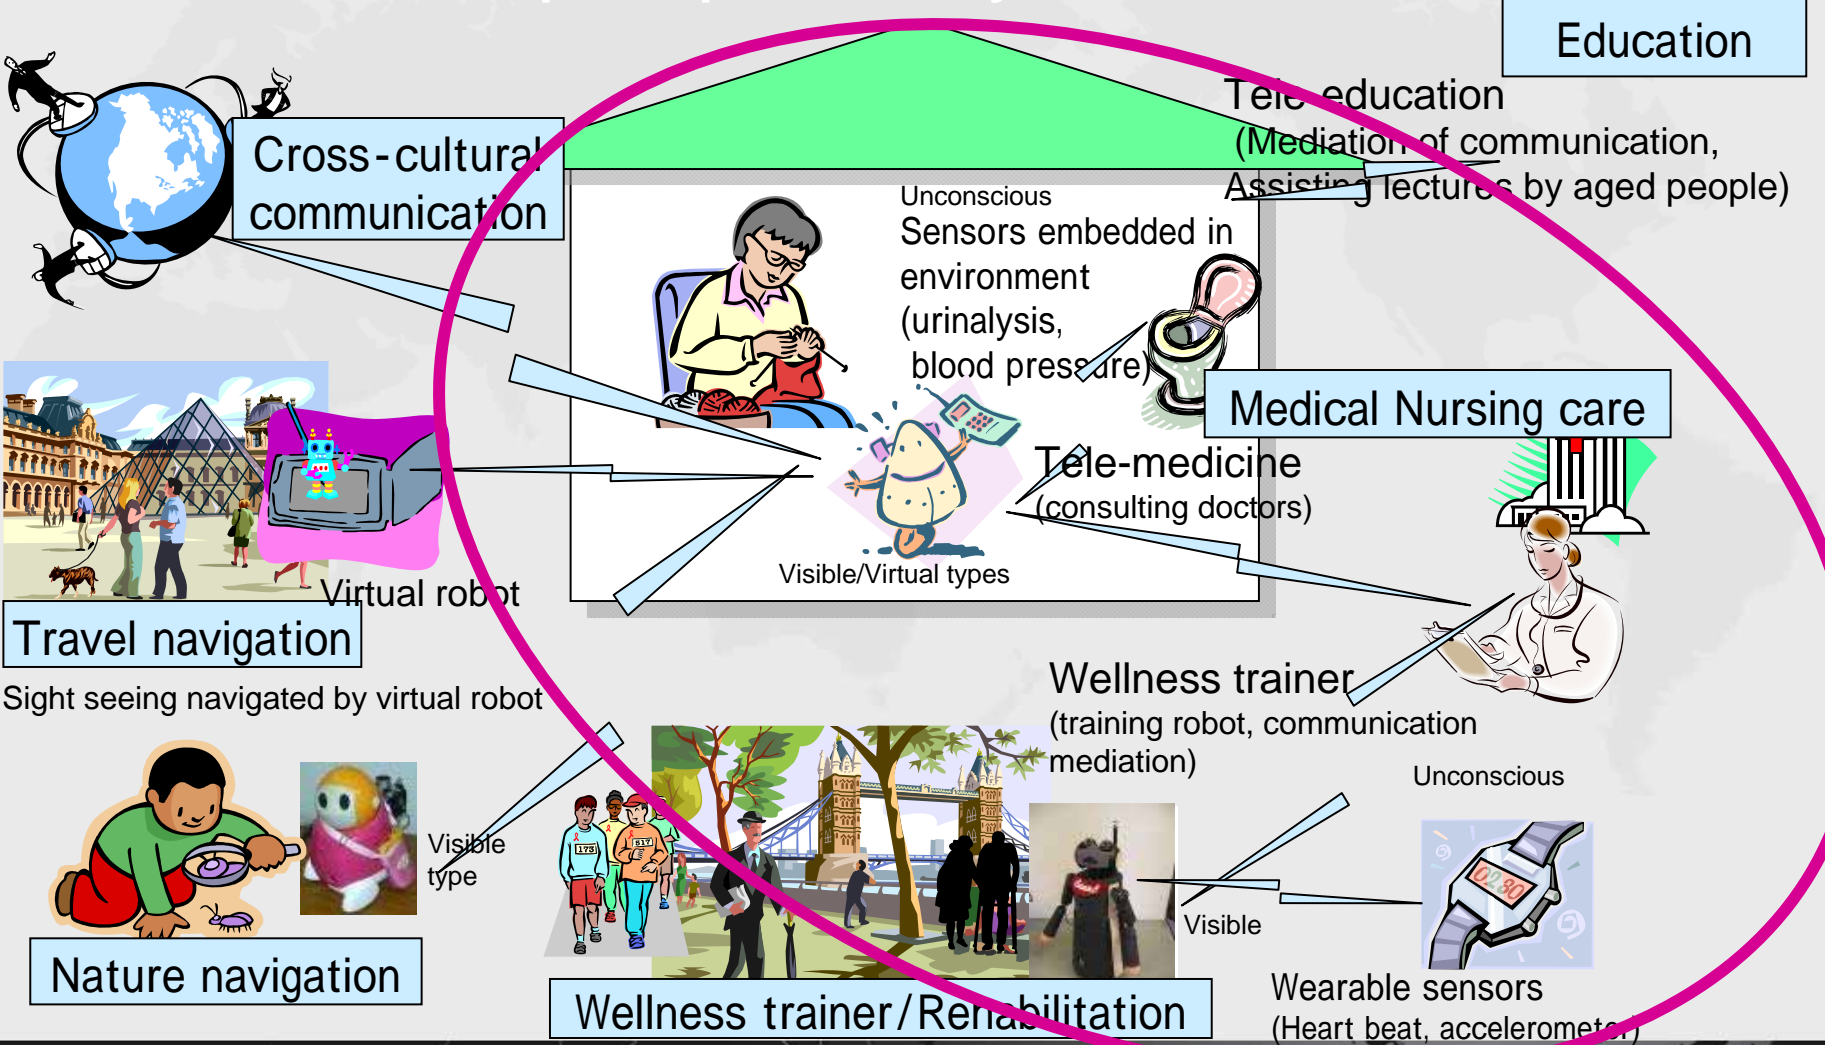 Education
Tele-education
(Mediation of communication,
Assisting lectures by aged people)
Cross-cultural
communication
Unconscious
Sensors embedded in
environment
(urinalysis,
blood pressure)
Medical Nursing care
Tele-medicine
(consulting doctors)
Visible/Virtual types
Virtual robot
Travel navigation
Sight seeing navigated by virtual robot
Wellness trainer
(training robot, communication
mediation)
Unconscious
Visible
type
173
517
0280
Visible
Nature navigation
Wellness trainer/Rehabilitation
Wearable sensors
(Heart beat, accelerometer)